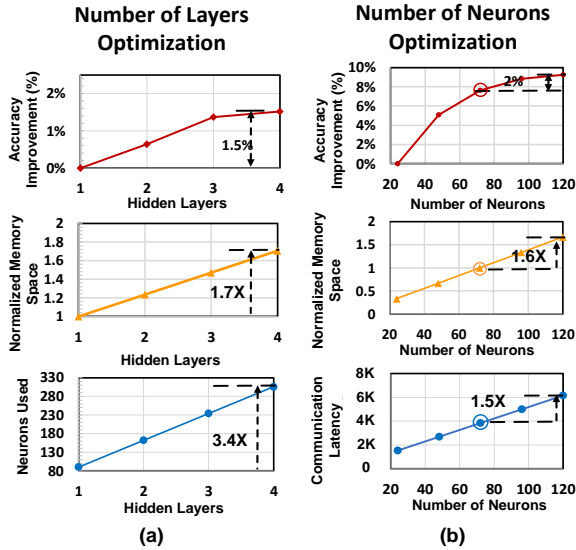 Number of Layers
Optimization
Accuracy
Improvement (%)
2%
1%
0%
1.5%
1 2 3 4
Hidden Layers
Normalized Memory
Space
2
1.8
1.6
1.4
1.2
1
1.7X
1 2 3 4
Hidden Layers
Neurons Used
330
280
230
180
130
80
3.4X
1 2 3 4
Hidden Layers
(a)
Number of Neurons
Optimization
Accuracy
Improvement (%)
10%
8%
6%
4%
2%
0%
2%
20 40 60 80 100 120
Number of Neurons
Normalized Memory
Space
2
1.5
1
0.5
0
1.6X
20 40 60 80 100 120
Number of Neurons
Communication
Latency
8K
6K
4K
2K
0
1.5X
20 40 60 80 100 120
Number of Neurons
(b)